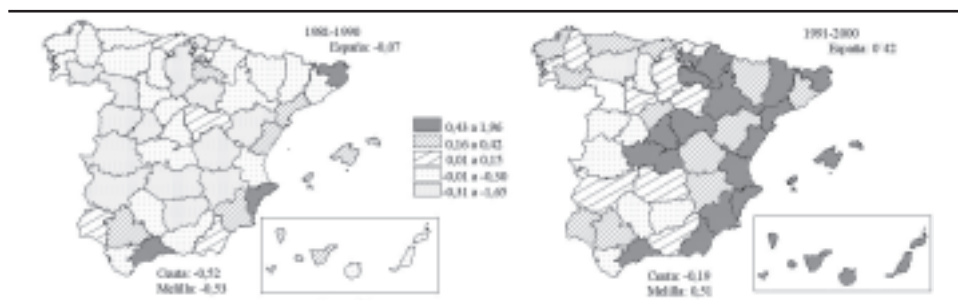 1981-1990
España: -0,07
1991-2000
España: 0'42
0,43 a 1,96
0,16 a 0,42
0,01 a 0,15
-0,01 a -0,30
-0,31 a -1,65
Ceuta: -0,52
Melilla: -0,53
Ceuta: -0,19
Melilla: 0,51